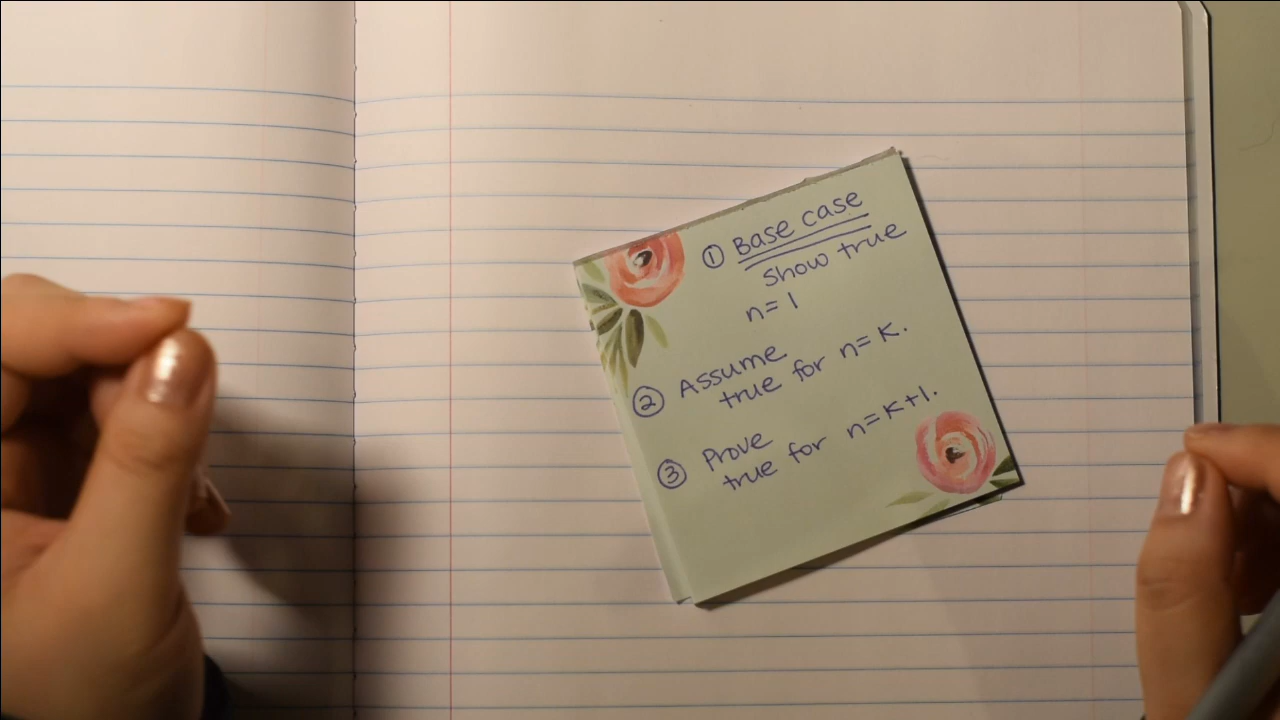 ① Base case
show true
n=1
② Assume
true for n=k.
③ Prove
true for n=k+1.